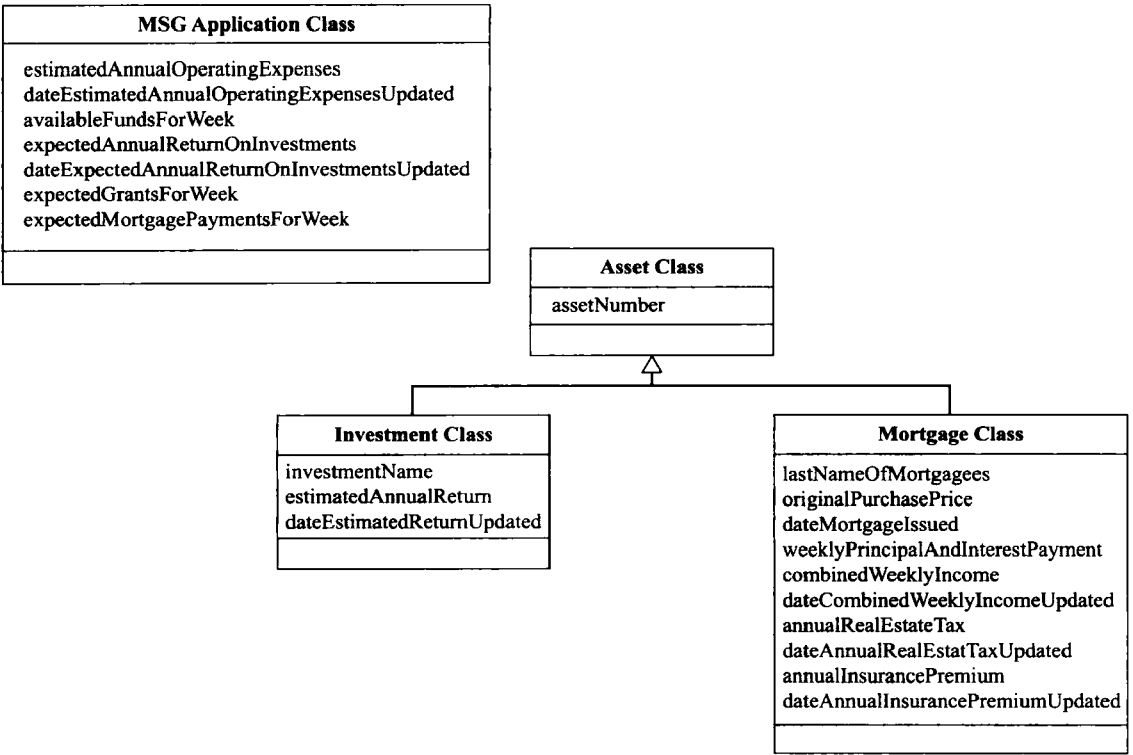 MSG Application Class
estimatedAnnualOperatingExpenses
dateEstimatedAnnualOperatingExpensesUpdated
availableFundsForWeek
expectedAnnualReturnOnInvestments
dateExpectedAnnualReturnOnInvestmentsUpdated
expectedGrantsForWeek
expectedMortgagePaymentsForWeek
Asset Class
assetNumber
Investment Class
investmentName
estimatedAnnualReturn
dateEstimatedReturnUpdated
Mortgage Class
lastNameOfMortgagees
originalPurchasePrice
dateMortgageIssued
weeklyPrincipalAndInterestPayment
combinedWeeklyIncome
dateCombinedWeeklyIncomeUpdated
annualRealEstateTax
dateAnnualRealEstatTaxUpdated
annualInsurancePremium
dateAnnualInsurancePremiumUpdated